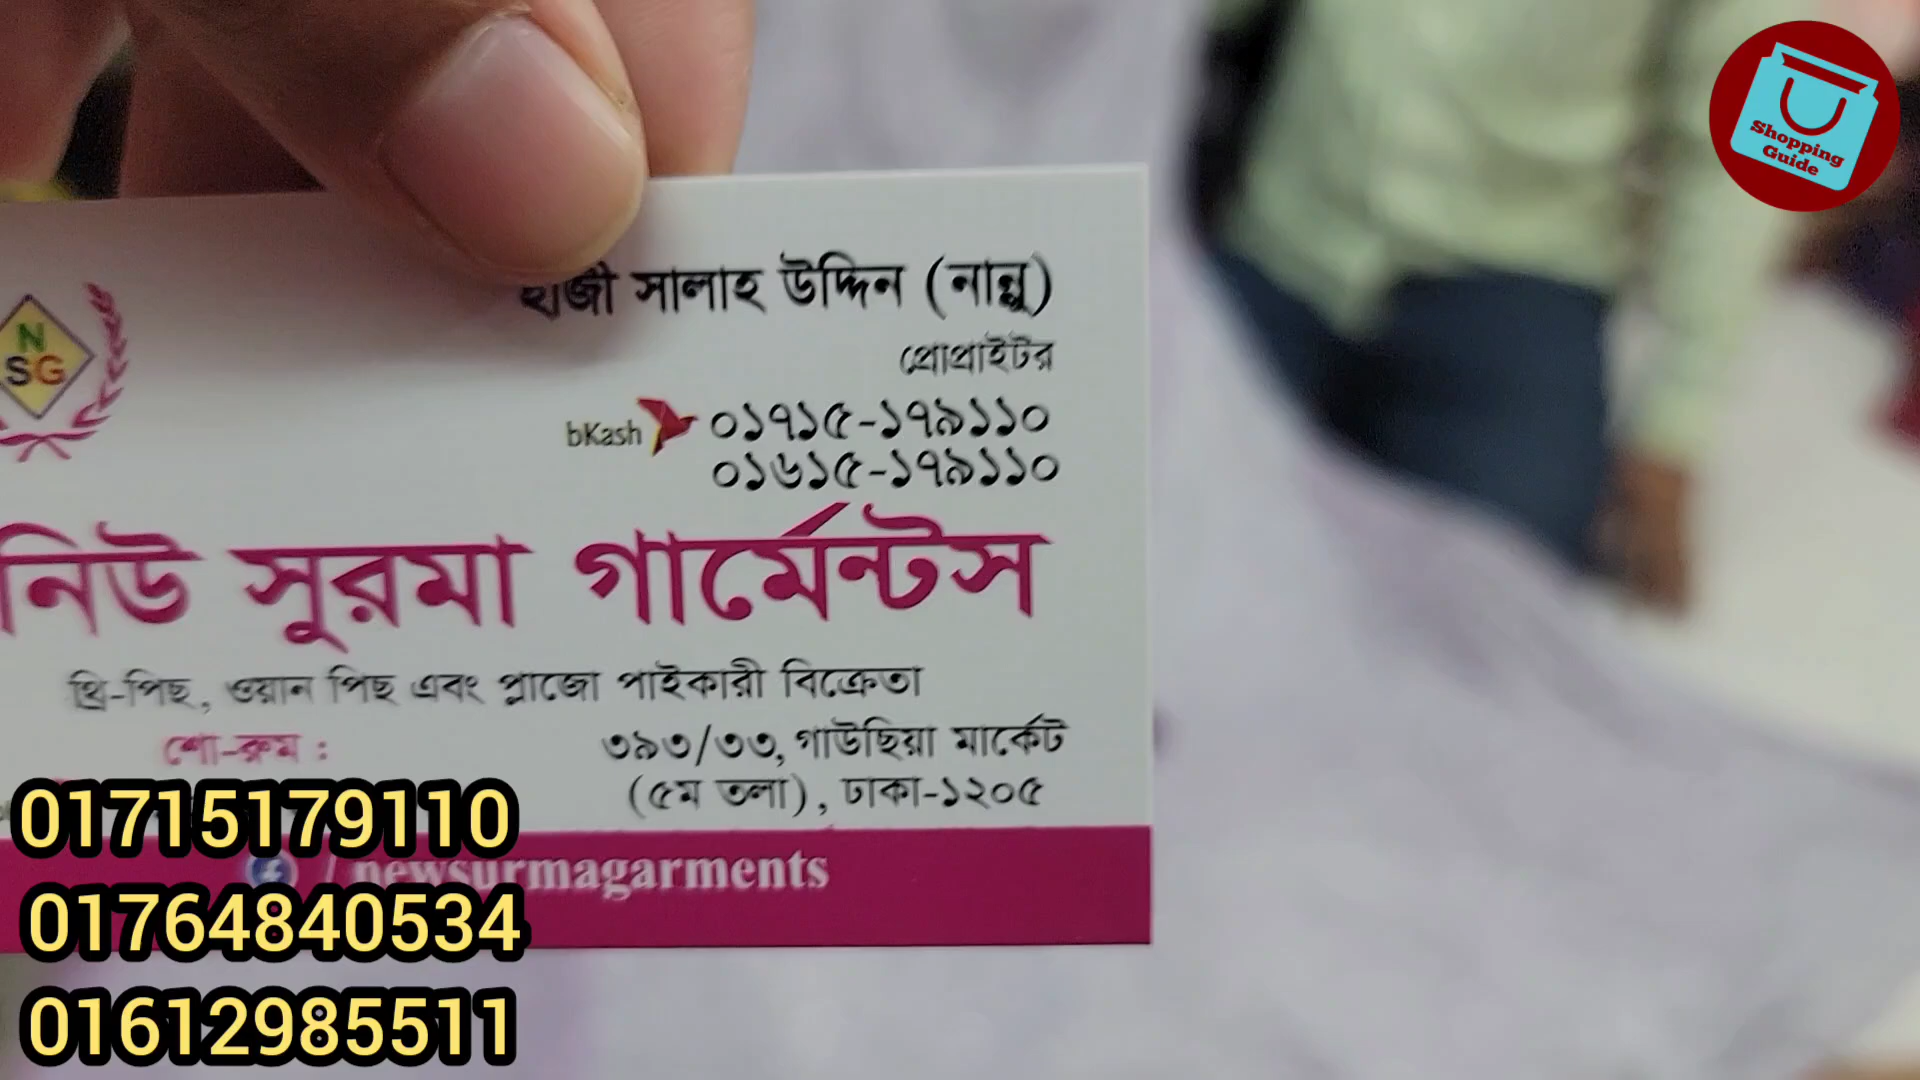 Shopping
Guide
হাজী সালাহ উদ্দিন (নান্নু)
প্রোপ্রাইটর
N
SG
bKash ০১৭১৫-১৭৯১১০
০১৬১৫-১৭৯১১০
নিউ সুরমা গার্মেন্টস
থ্রি-পিছ, ওয়ান পিছ এবং প্লাজো পাইকারী বিক্রেতা
শো-রুম : ৩৯৩/৩৩, গাউছিয়া মার্কেট
(৫ম তলা), ঢাকা-১২০৫
/ newsurmagarments
01715179110
01764840534
01612985511